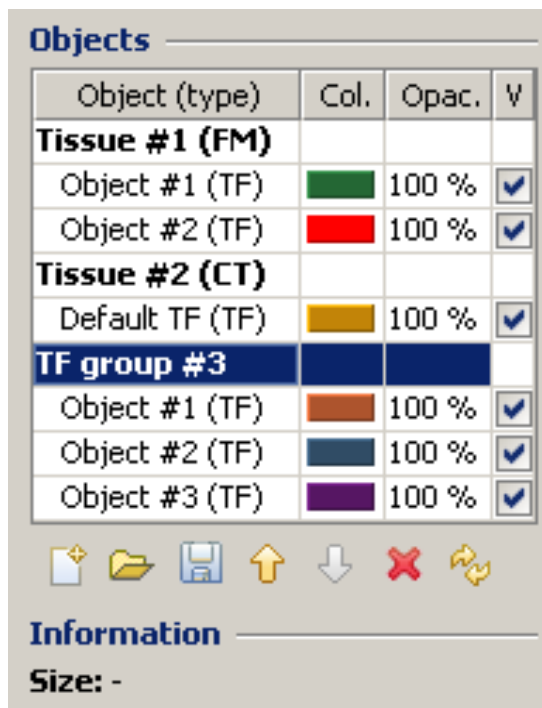 Objects
Object (type) Col. Opac. V
Tissue #1 (FM)
Object #1 (TF) 100 %
Object #2 (TF) 100 %
Tissue #2 (CT)
Default TF (TF) 100 %
TF group #3
Object #1 (TF) 100 %
Object #2 (TF) 100 %
Object #3 (TF) 100 %
Information
Size: -